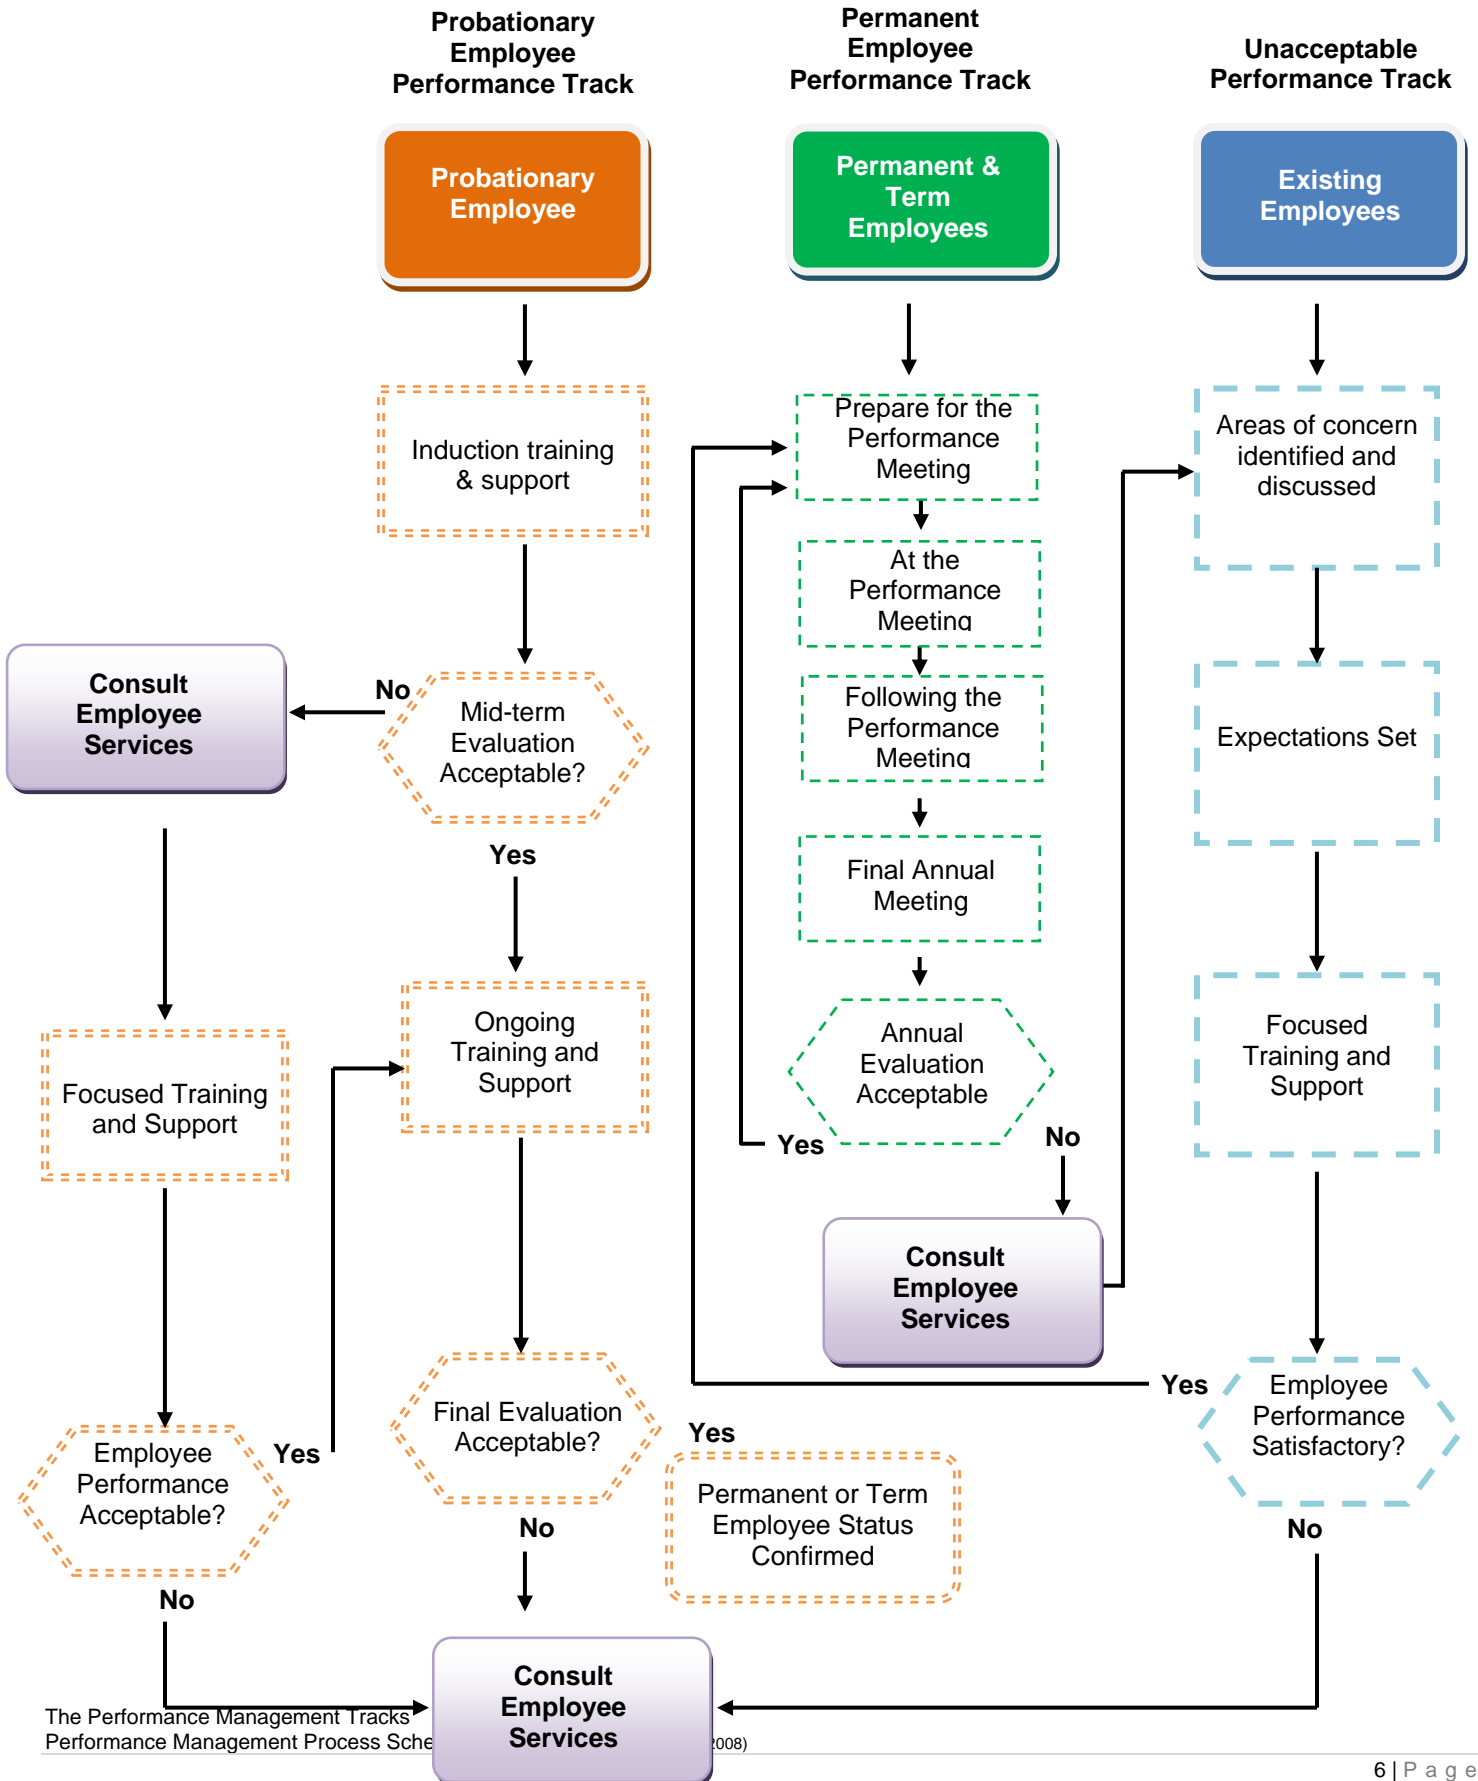 Probationary
Employee
Performance Track
Permanent
Employee
Performance Track
Unacceptable
Performance Track
Probationary
Employee
Permanent &
Term
Employees
Existing
Employees
Induction training
& support
Prepare for the
Performance
Meeting
Areas of concern
identified and
discussed
At the
Performance
Meeting
Consult
Employee
Services
No
Mid-term
Evaluation
Acceptable?
Following the
Performance
Meeting
Expectations Set
Yes
Final Annual
Meeting
Ongoing
Training and
Support
Annual
Evaluation
Acceptable
Focused
Training and
Support
Focused Training
and Support
Yes
No
Consult
Employee
Services
Final Evaluation
Acceptable?
Yes
Yes
Employee
Performance
Satisfactory?
Employee
Performance
Acceptable?
Yes
Permanent or Term
Employee Status
Confirmed
No
No
No
Consult
Employee
Services
The Performance Management Tracks
Performance Management Process Sche 2008)
6 | P a g e